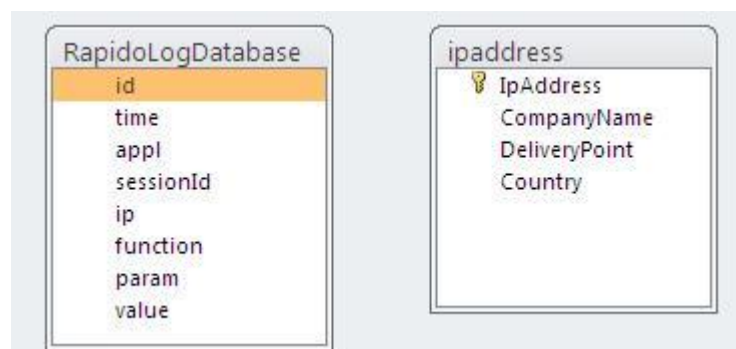 RapidoLogDatabase
id
time
appl
sessionId
ip
function
param
value
ipaddress
IpAddress
CompanyName
DeliveryPoint
Country